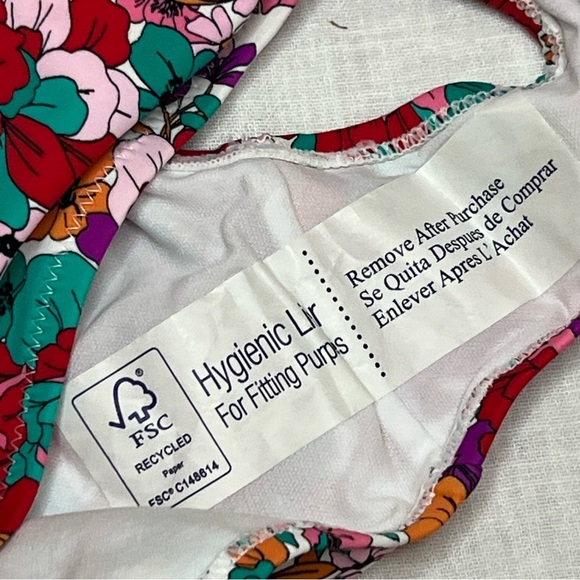 FSC
RECYCLED
Paper
FSC® C148614
Hygienic Lir
For Fitting Purps
Remove After Purchase
Se Quita Despues de Comprar
Enlever Apres L'Achat